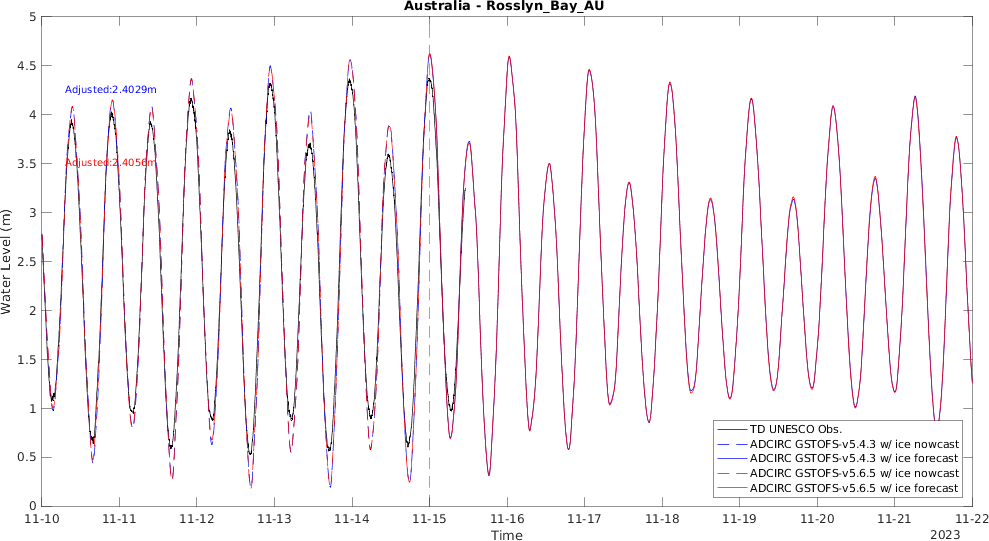 Australia - Rosslyn_Bay_AU
5
4.5
4
3.5
3
2.5
2
1.5
1
0.5
0
Water Level (m)
Adjusted:2.4029m
Adjusted:2.4056m
TD UNESCO Obs.
ADCIRC GSTOFS-v5.4.3 w/ ice nowcast
ADCIRC GSTOFS-v5.4.3 w/ ice forecast
ADCIRC GSTOFS-v5.6.5 w/ ice nowcast
ADCIRC GSTOFS-v5.6.5 w/ ice forecast
11-10 11-11 11-12 11-13 11-14 11-15 11-16 11-17 11-18 11-19 11-20 11-21 11-22
Time
2023